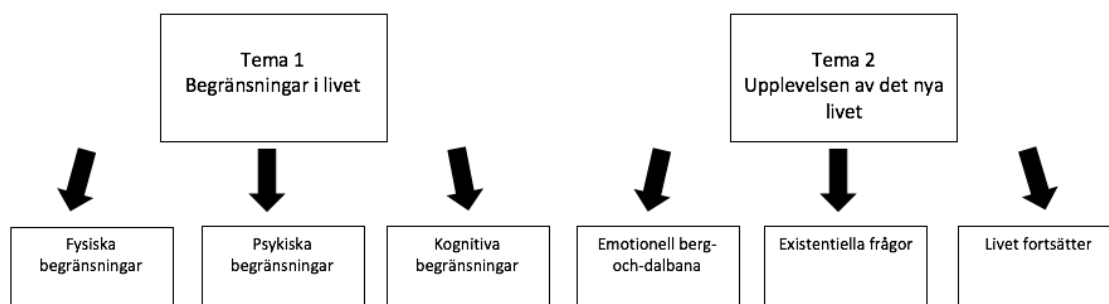 Tema 1
Begränsningar i livet
Tema 2
Upplevelsen av det nya
livet
Fysiska
begränsningar
Psykiska
begränsningar
Kognitiva
begränsningar
Emotionell berg-
och-dalbana
Existentiella frågor
Livet fortsätter